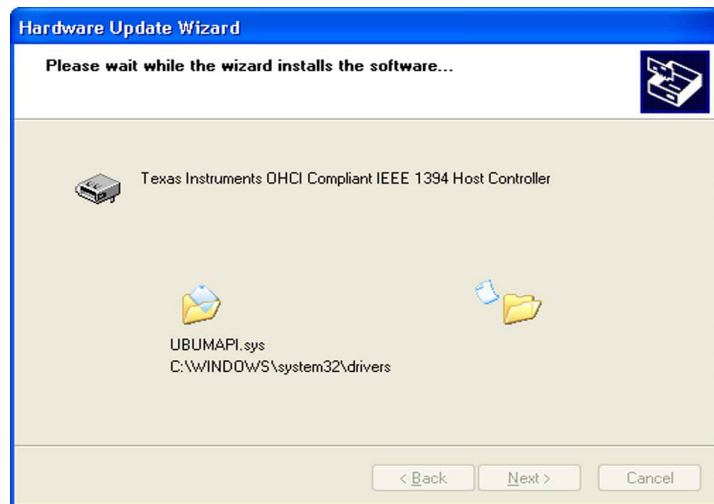 Hardware Update Wizard
Please wait while the wizard installs the software...
Texas Instruments OHCI Compliant IEEE 1394 Host Controller
UBUMAPI.sys
C:\WINDOWS\system32\drivers
< Back Next > Cancel